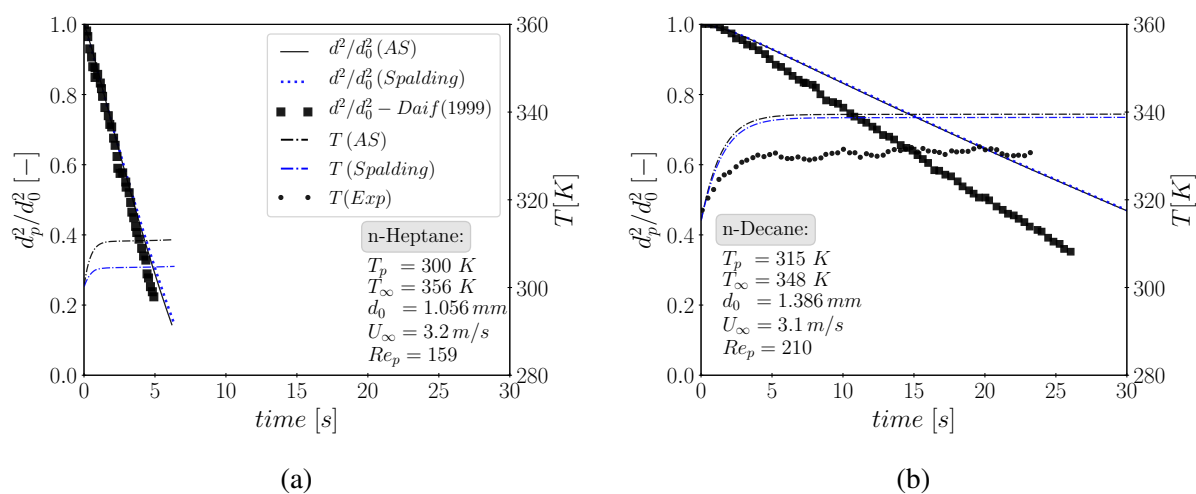 (a)
1.0
0.8
0.6
0.4
0.2
0.0
d_p^2/d_0^2 [−]
360
340
320
300
280
T[K]
d^2/d_0^2 (AS)
d^2/d_0^2 (Spalding)
d^2/d_0^2 − Daif(1999)
T (AS)
T (Spalding)
T (Exp)
n-Heptane:
T_p = 300 K
T_∞ = 356 K
d_0 = 1.056 mm
U_∞ = 3.2 m/s
Re_p = 159
0 5 10 15 20 25 30
time [s]
(a)
(b)
1.0
0.8
0.6
0.4
0.2
0.0
d_p^2/d_0^2 [−]
360
340
320
300
280
T[K]
n-Decane:
T_p = 315 K
T_∞ = 348 K
d_0 = 1.386 mm
U_∞ = 3.1 m/s
Re_p = 210
0 5 10 15 20 25 30
time [s]
(b)